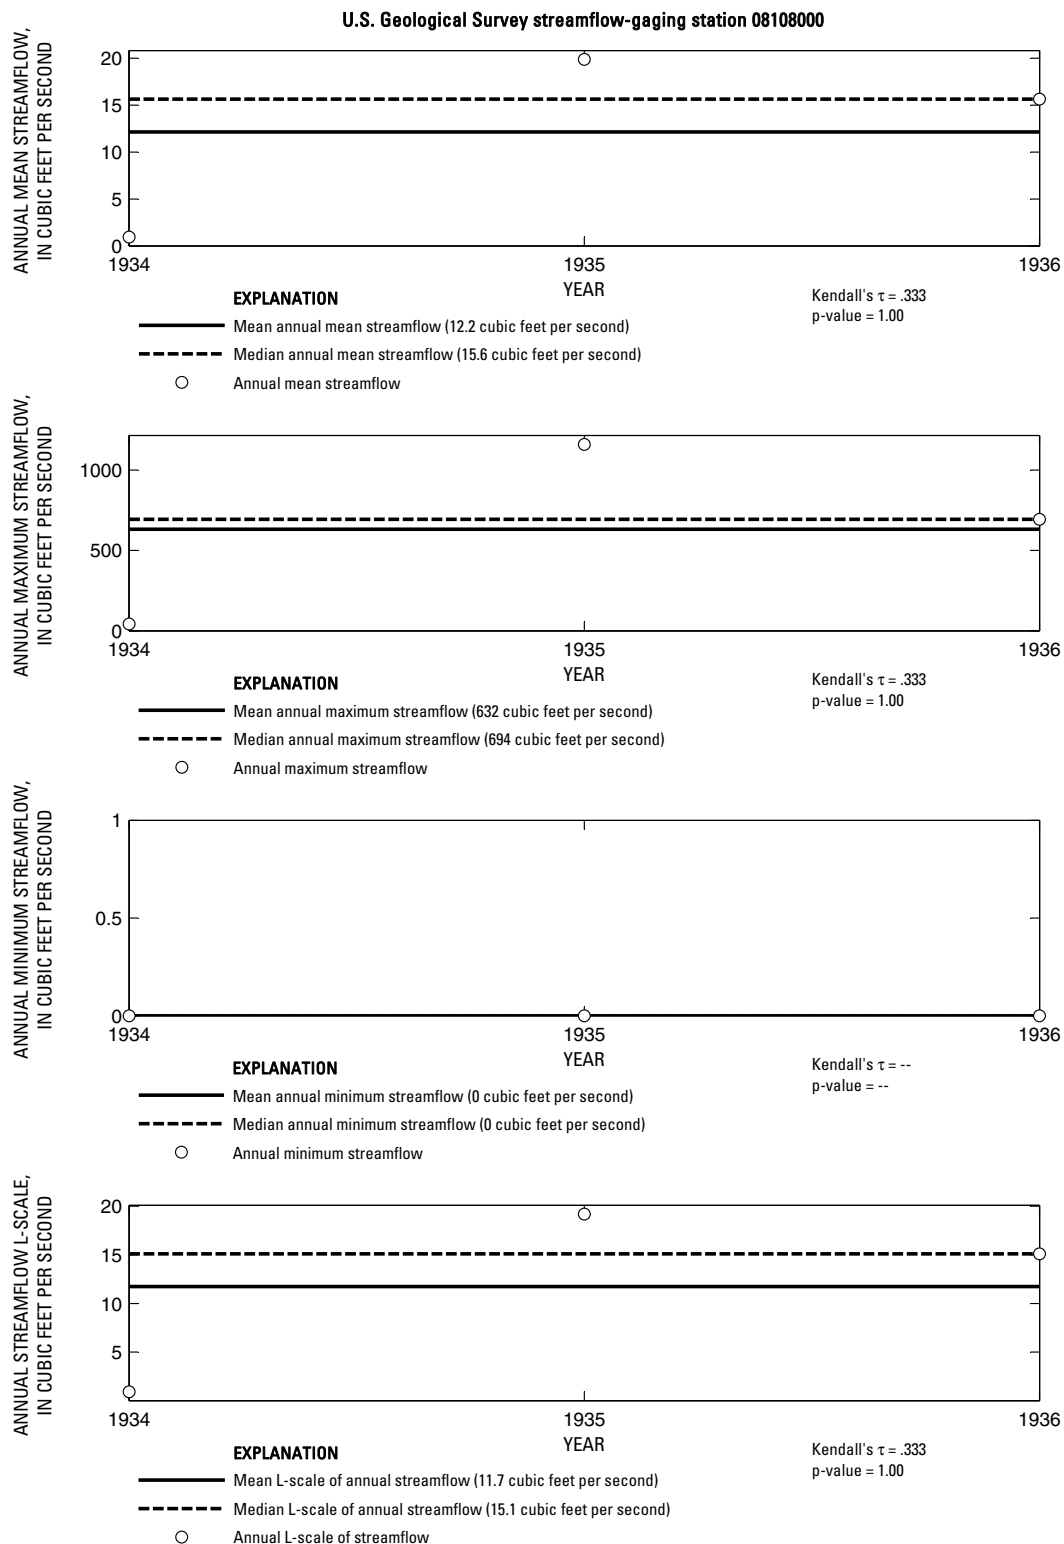 U.S. Geological Survey streamflow-gaging station 08108000
ANNUAL MEAN STREAMFLOW,
IN CUBIC FEET PER SECOND
20
15
10
5
0
1934
1935
1936
YEAR
EXPLANATION
Mean annual mean streamflow (12.2 cubic feet per second)
Median annual mean streamflow (15.6 cubic feet per second)
Annual mean streamflow
Kendall's τ = .333
p-value = 1.00
ANNUAL MAXIMUM STREAMFLOW,
IN CUBIC FEET PER SECOND
1000
500
0
1934
1935
1936
YEAR
EXPLANATION
Mean annual maximum streamflow (632 cubic feet per second)
Median annual maximum streamflow (694 cubic feet per second)
Annual maximum streamflow
Kendall's τ = .333
p-value = 1.00
ANNUAL MINIMUM STREAMFLOW,
IN CUBIC FEET PER SECOND
1
0.5
0
1934
1935
1936
YEAR
EXPLANATION
Mean annual minimum streamflow (0 cubic feet per second)
Median annual minimum streamflow (0 cubic feet per second)
Annual minimum streamflow
Kendall's τ = --
p-value = --
ANNUAL STREAMFLOW L-SCALE,
IN CUBIC FEET PER SECOND
20
15
10
5
1934
1935
1936
YEAR
EXPLANATION
Mean L-scale of annual streamflow (11.7 cubic feet per second)
Median L-scale of annual streamflow (15.1 cubic feet per second)
Annual L-scale of streamflow
Kendall's τ = .333
p-value = 1.00